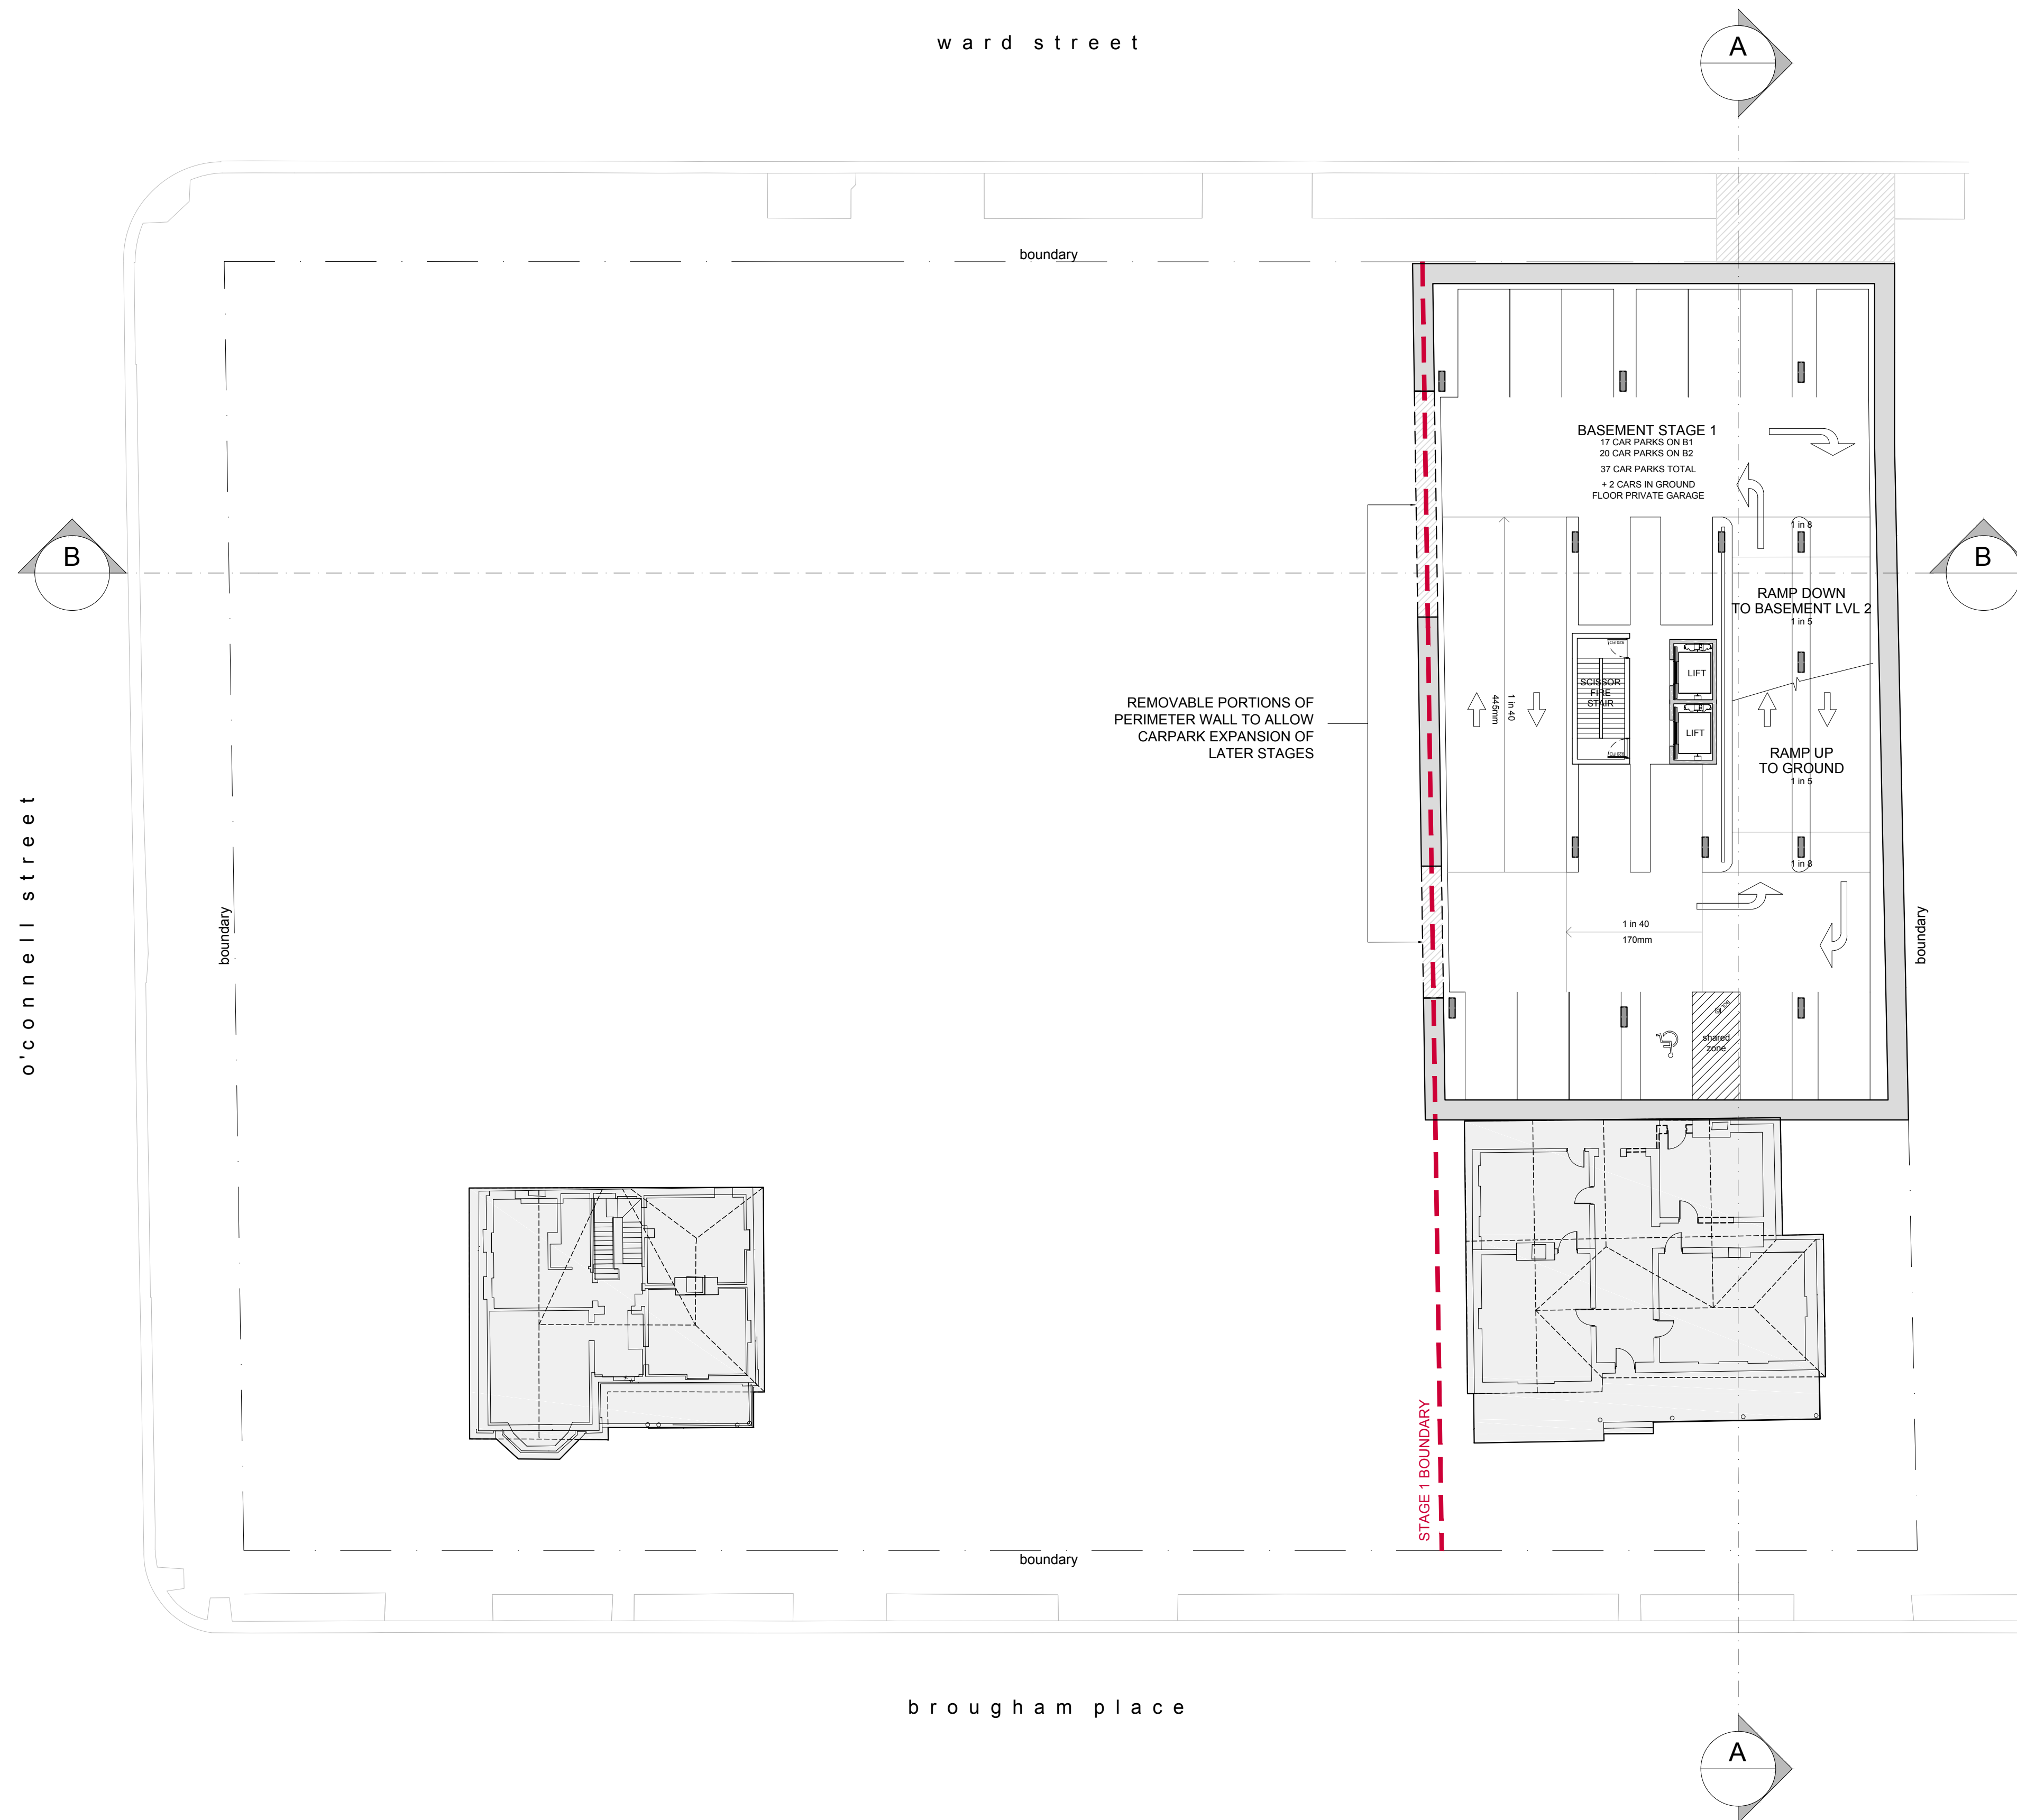 ward street
A
boundary
BASEMENT STAGE 1
17 CAR PARKS ON B1
20 CAR PARKS ON B2
37 CAR PARKS TOTAL
+ 2 CARS IN GROUND
FLOOR PRIVATE GARAGE
1 in 8
B
B
RAMP DOWN
TO BASEMENT LVL 2
1 in 5
REMOVABLE PORTIONS OF
PERIMETER WALL TO ALLOW
CARPARK EXPANSION OF
LATER STAGES
1 in 40
445mm
SCISSOR
FIRE
STAIR
LIFT
LIFT
RAMP UP
TO GROUND
1 in 5
1 in 8
o'connell street
boundary
1 in 40
170mm
boundary
shared
zone
STAGE 1 BOUNDARY
boundary
brougham place
A